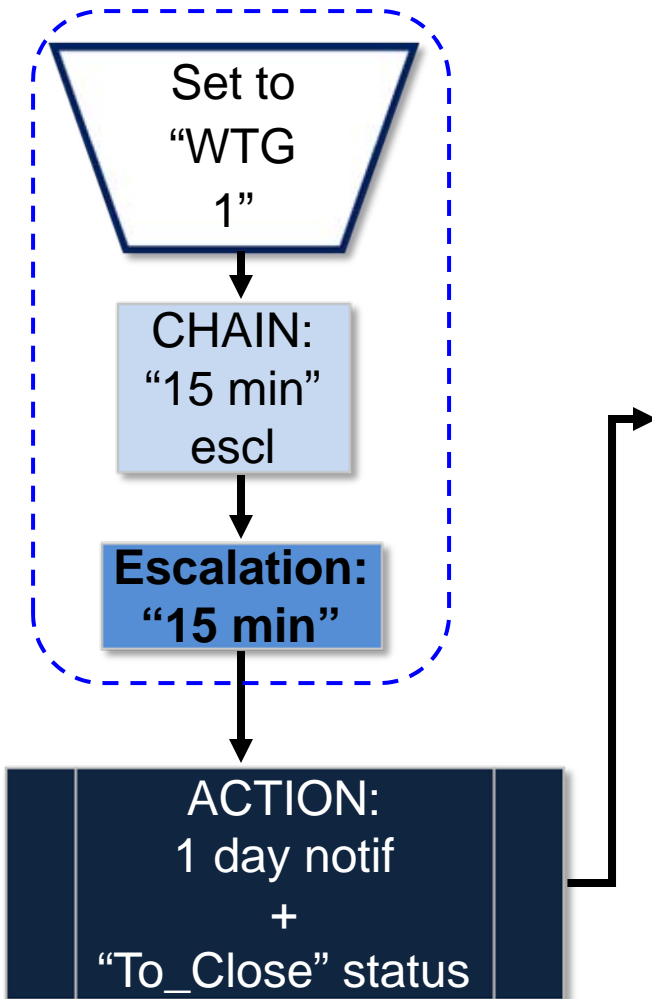 Set to
“WTG
1”
CHAIN:
“15 min”
escl
Escalation:
“15 min”
ACTION:
1 day notif
+
“To_Close” status